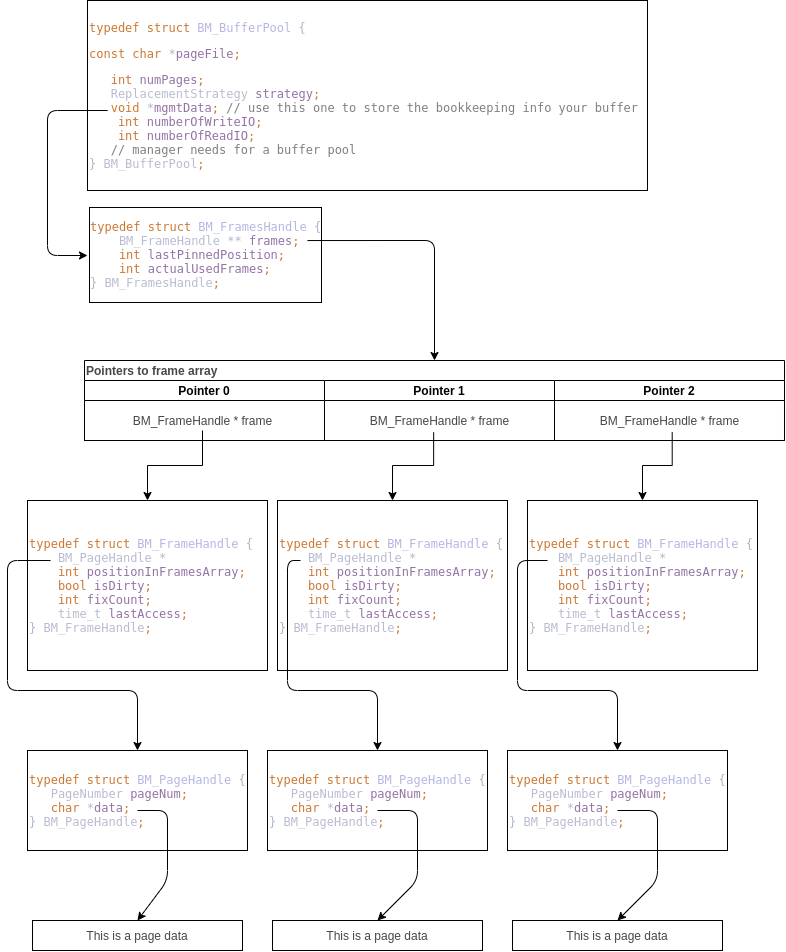 typedef struct BM_BufferPool {
const char *pageFile;
int numPages;
ReplacementStrategy strategy;
void *mgmtData; // use this one to store the bookkeeping info your buffer
int numberOfWriteIO;
int numberOfReadIO;
// manager needs for a buffer pool
} BM_BufferPool;
typedef struct BM_FramesHandle {
BM_FrameHandle ** frames;
int lastPinnedPosition;
int actualUsedFrames;
} BM_FramesHandle;
Pointers to frame array
Pointer 0
Pointer 1
Pointer 2
BM_FrameHandle * frame
BM_FrameHandle * frame
BM_FrameHandle * frame
typedef struct BM_FrameHandle {
BM_PageHandle *
int positionInFramesArray;
bool isDirty;
int fixCount;
time_t lastAccess;
} BM_FrameHandle;
typedef struct BM_FrameHandle {
BM_PageHandle *
int positionInFramesArray;
bool isDirty;
int fixCount;
time_t lastAccess;
} BM_FrameHandle;
typedef struct BM_FrameHandle {
BM_PageHandle *
int positionInFramesArray;
bool isDirty;
int fixCount;
time_t lastAccess;
} BM_FrameHandle;
typedef struct BM_PageHandle {
PageNumber pageNum;
char *data;
} BM_PageHandle;
typedef struct BM_PageHandle {
PageNumber pageNum;
char *data;
} BM_PageHandle;
typedef struct BM_PageHandle {
PageNumber pageNum;
char *data;
} BM_PageHandle;
This is a page data
This is a page data
This is a page data